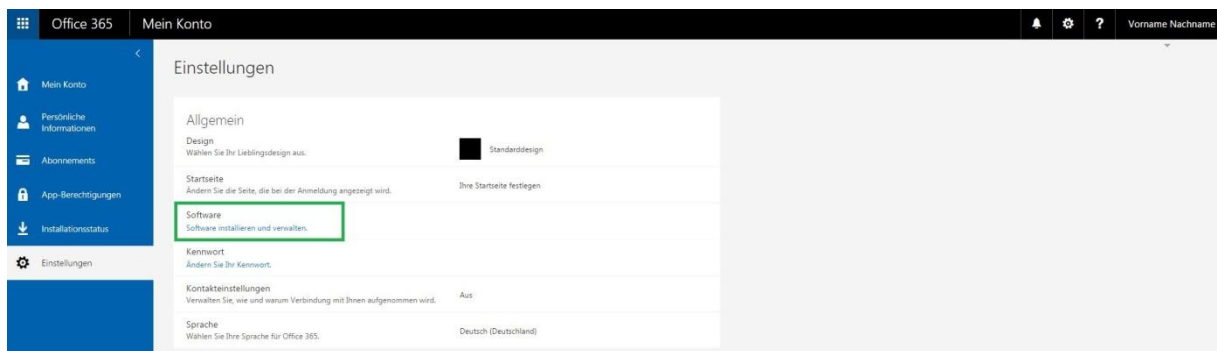 Office 365 Mein Konto ? Vorname Nachname
Mein Konto
Persönliche
Informationen
Abonnements
App-Berechtigungen
Installationsstatus
Einstellungen
Einstellungen
Allgemein
Design
Wählen Sie Ihr Lieblingsdesign aus.
Standarddesign
Startseite
Ändern Sie die Seite, die bei der Anmeldung angezeigt wird.
Ihre Startseite festlegen
Software
Software installieren und verwalten.
Kennwort
Ändern Sie Ihr Kennwort.
Kontakteinstellungen
Verwalten Sie, wie und warum Verbindung mit Ihnen aufgenommen wird.
Aus
Sprache
Wählen Sie Ihre Sprache für Office 365.
Deutsch (Deutschland)